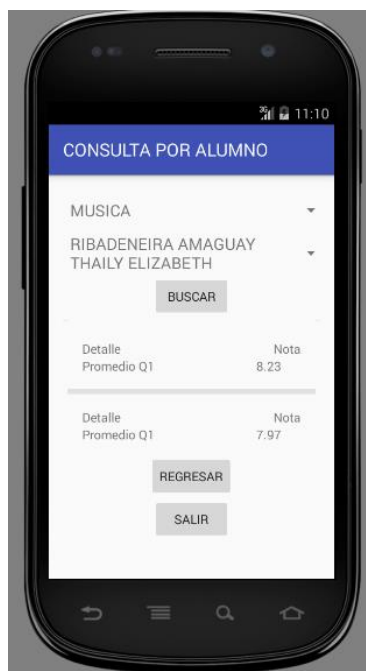 3G 11:10
CONSULTA POR ALUMNO
MUSICA
RIBADENEIRA AMAGUAY
THAILY ELIZABETH
BUSCAR
Detalle Nota
Promedio Q1 8.23
Detalle Nota
Promedio Q1 7.97
REGRESAR
SALIR